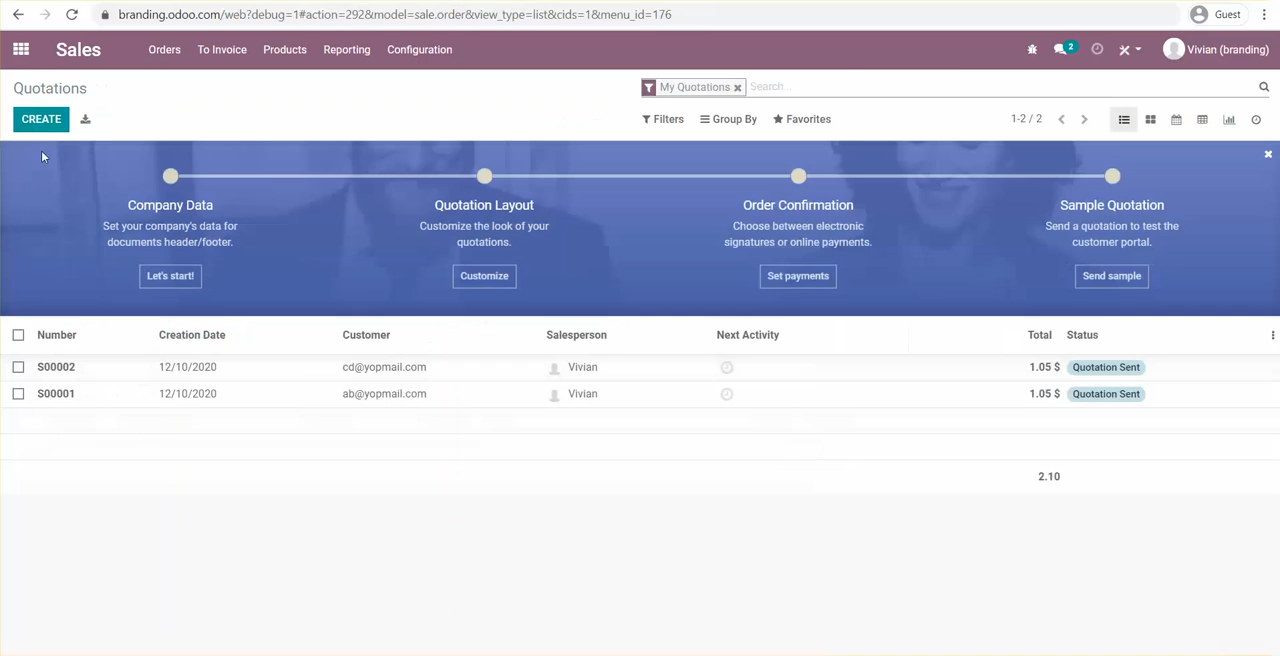 branding.odoo.com/web?debug=1#action=292&model=sale.order&view_type=list&cids=1&menu_id=176
Guest
Sales
Orders
To Invoice
Products
Reporting
Configuration
2
Vivian (branding)
Quotations
My Quotations
Search...
CREATE
Filters
Group By
Favorites
1-2 / 2
Company Data
Set your company's data for
documents header/footer.
Let's start!
Quotation Layout
Customize the look of your
quotations.
Customize
Order Confirmation
Choose between electronic
signatures or online payments.
Set payments
Sample Quotation
Send a quotation to test the
customer portal.
Send sample
Number Creation Date Customer Salesperson Next Activity Total Status
S00002 12/10/2020 cd@yopmail.com Vivian 1.05 $ Quotation Sent
S00001 12/10/2020 ab@yopmail.com Vivian 1.05 $ Quotation Sent
2.10